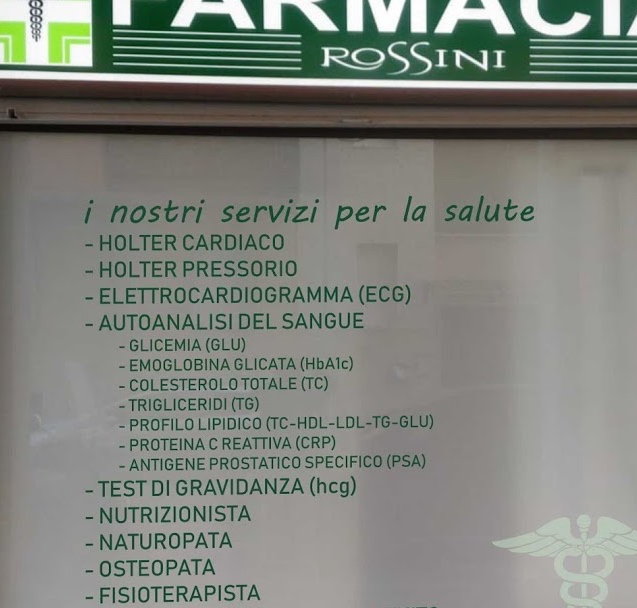 FARMACIA
ROSSINI
i nostri servizi per la salute
- HOLTER CARDIACO
- HOLTER PRESSORIO
- ELETTROCARDIOGRAMMA (ECG)
- AUTOANALISI DEL SANGUE
- GLICEMIA (GLU)
- EMOGLOBINA GLICATA (HbA1c)
- COLESTEROLO TOTALE (TC)
- TRIGLICERIDI (TG)
- PROFILO LIPIDICO (TC-HDL-LDL-TG-GLU)
- PROTEINA C REATTIVA (CRP)
- ANTIGENE PROSTATICO SPECIFICO (PSA)
- TEST DI GRAVIDANZA (hcg)
- NUTRIZIONISTA
- NATUROPATA
- OSTEOPATA
- FISIOTERAPISTA